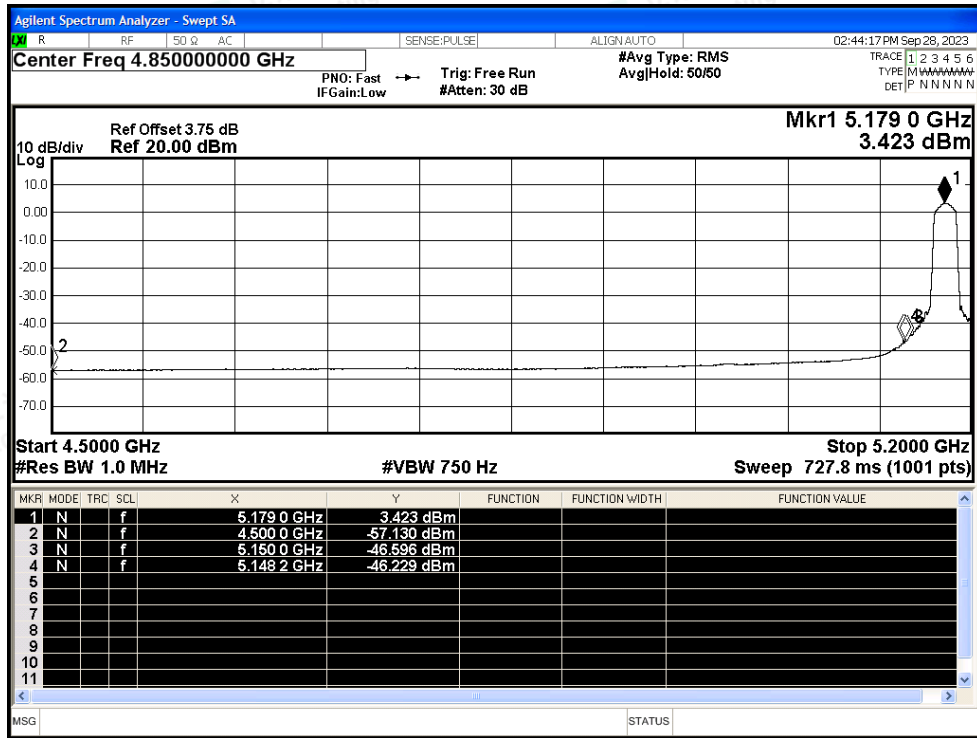 Agilent Spectrum Analyzer - Swept SA
LXI R RF 50 Ω AC SENSE:PULSE ALIGN AUTO 02:44:17 PM Sep 28, 2023
Center Freq 4.850000000 GHz #Avg Type: RMS TRACE 1 2 3 4 5 6
PNO: Fast Trig: Free Run Avg|Hold: 50/50 TYPE M
IFGain:Low #Atten: 30 dB DET P N N N N N
Mkr1 5.179 0 GHz
Ref Offset 3.75 dB
10 dB/div Ref 20.00 dBm 3.423 dBm
Log
10.0
0.00
-10.0
-20.0
-30.0
-40.0
-50.0
-60.0
-70.0
1
2
Start 4.5000 GHz Stop 5.2000 GHz
#Res BW 1.0 MHz #VBW 750 Hz Sweep 727.8 ms (1001 pts)
MKR MODE TRC SCL X Y FUNCTION FUNCTION WIDTH FUNCTION VALUE
1 N f 5.179 0 GHz 3.423 dBm
2 N f 4.500 0 GHz -57.130 dBm
3 N f 5.150 0 GHz -46.596 dBm
4 N f 5.148 2 GHz -46.229 dBm
5
6
7
8
9
10
11
MSG STATUS